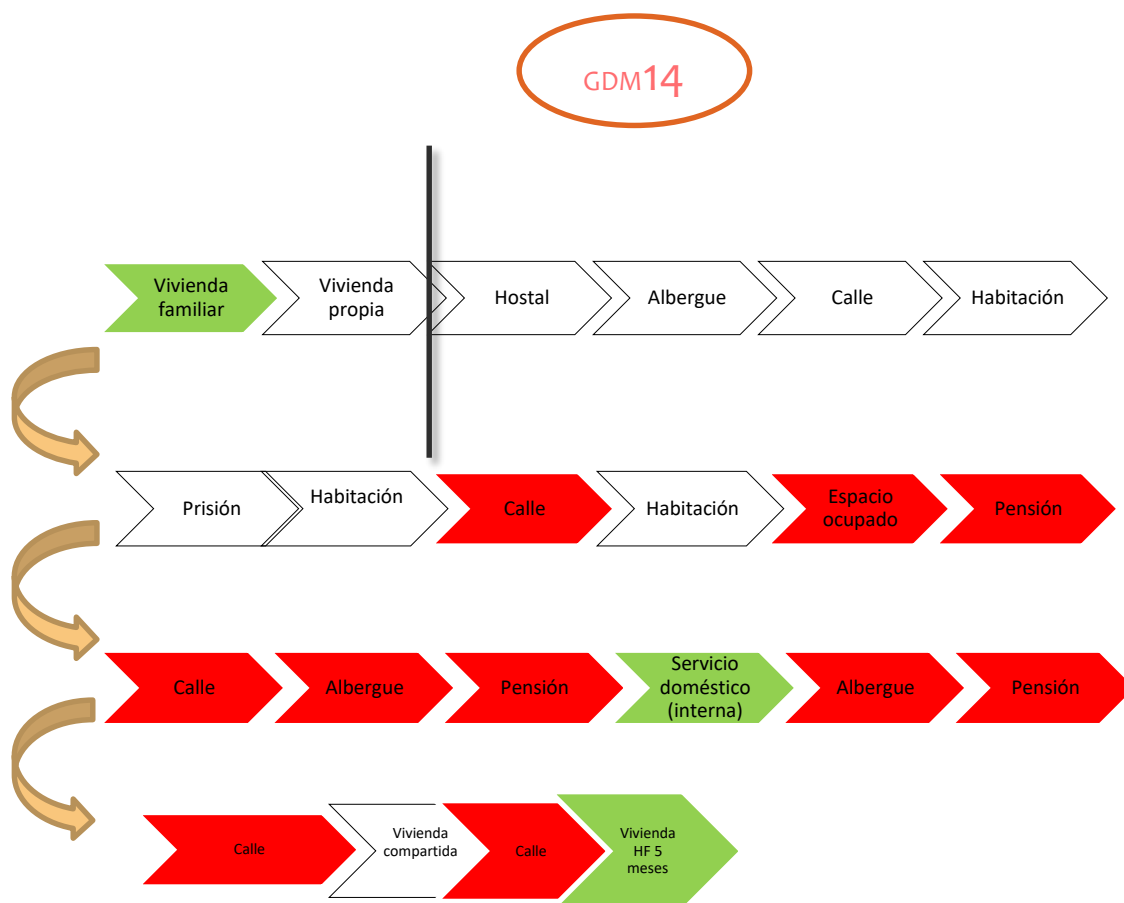 GDM14
Vivienda
familiar
Vivienda
propia
Hostal
Albergue
Calle
Habitación
Prisión
Habitación
Calle
Habitación
Espacio
ocupado
Pensión
Calle
Albergue
Pensión
Servicio
doméstico
(interna)
Albergue
Pensión
Calle
Vivienda
compartida
Calle
Vivienda
HF 5
meses